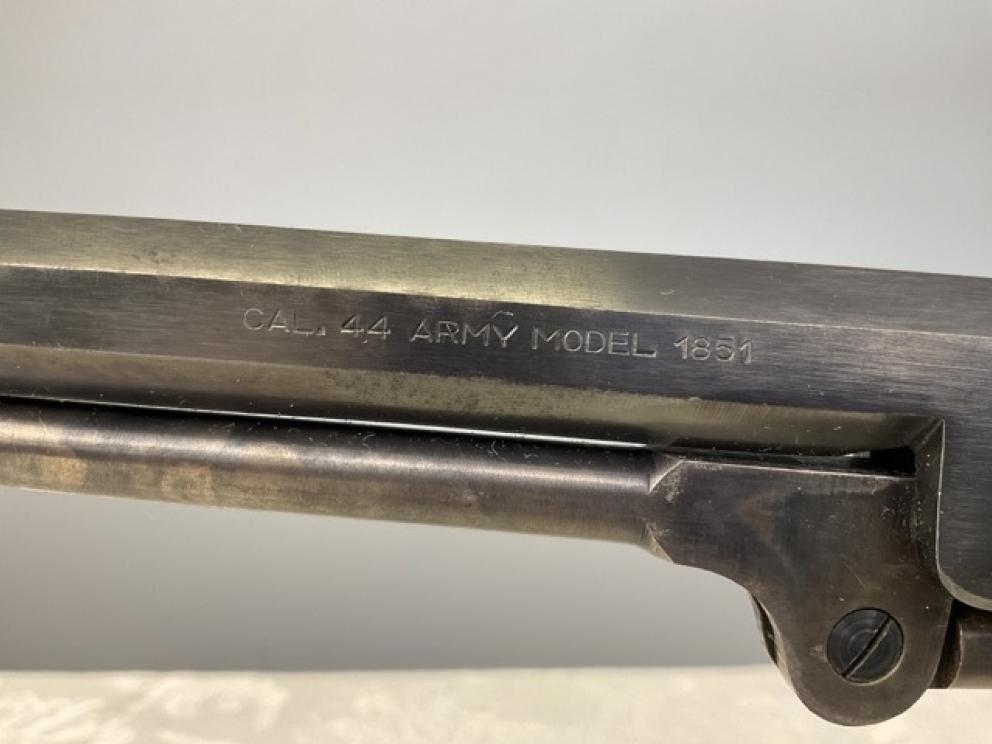 CAL. 44 ARMY MODEL 1851